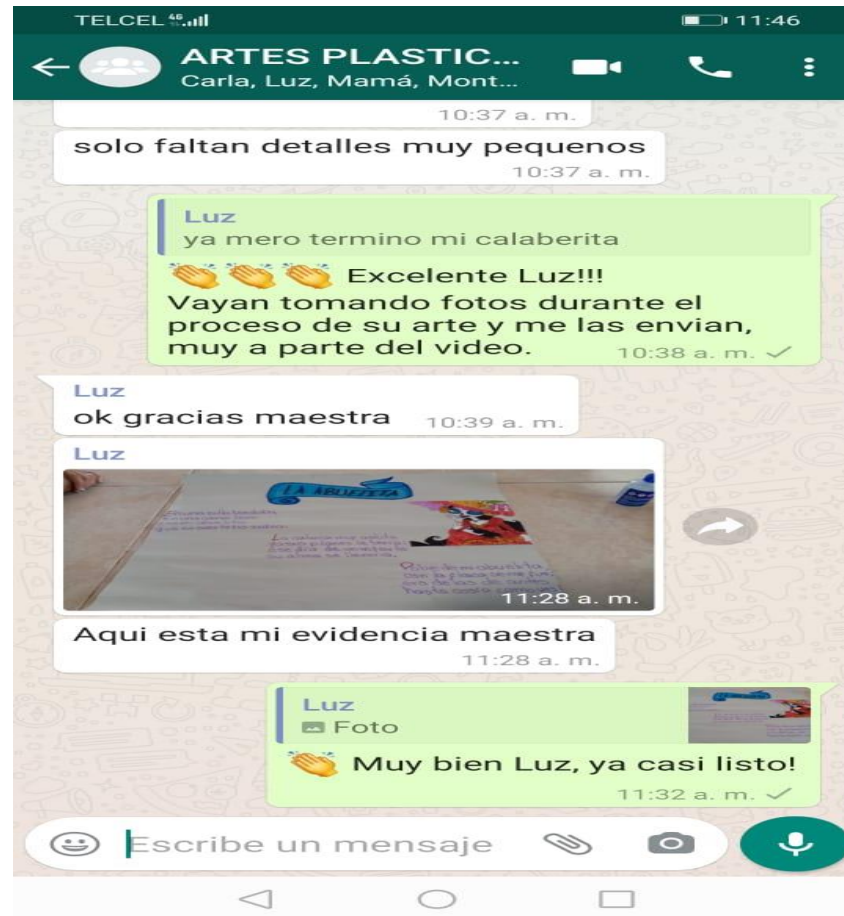 TELCEL 4G 11:46
ARTES PLASTIC...
Carla, Luz, Mamá, Mont...
10:37 a. m.
solo faltan detalles muy pequenos
10:37 a. m.
Luz
ya mero termino mi calaberita
👏👏👏 Excelente Luz!!!
Vayan tomando fotos durante el
proceso de su arte y me las envian,
muy a parte del video. 10:38 a. m.
Luz
ok gracias maestra 10:39 a. m.
Luz
LA ABUELITA
11:28 a. m.
Aqui esta mi evidencia maestra
11:28 a. m.
Luz
Foto
👏 Muy bien Luz, ya casi listo!
11:32 a. m.
Escribe un mensaje